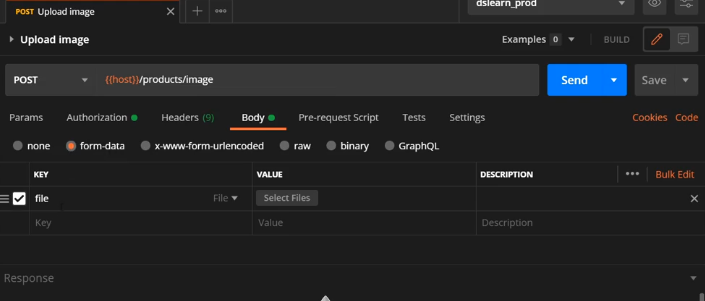 POST Upload image
dslearn_prod
Upload image
Examples 0
BUILD
POST {{host}}/products/image Send Save
Params Authorization Headers (9) Body Pre-request Script Tests Settings Cookies Code
none form-data x-www-form-urlencoded raw binary GraphQL
KEY VALUE DESCRIPTION Bulk Edit
file File Select Files
Key Value Description
Response